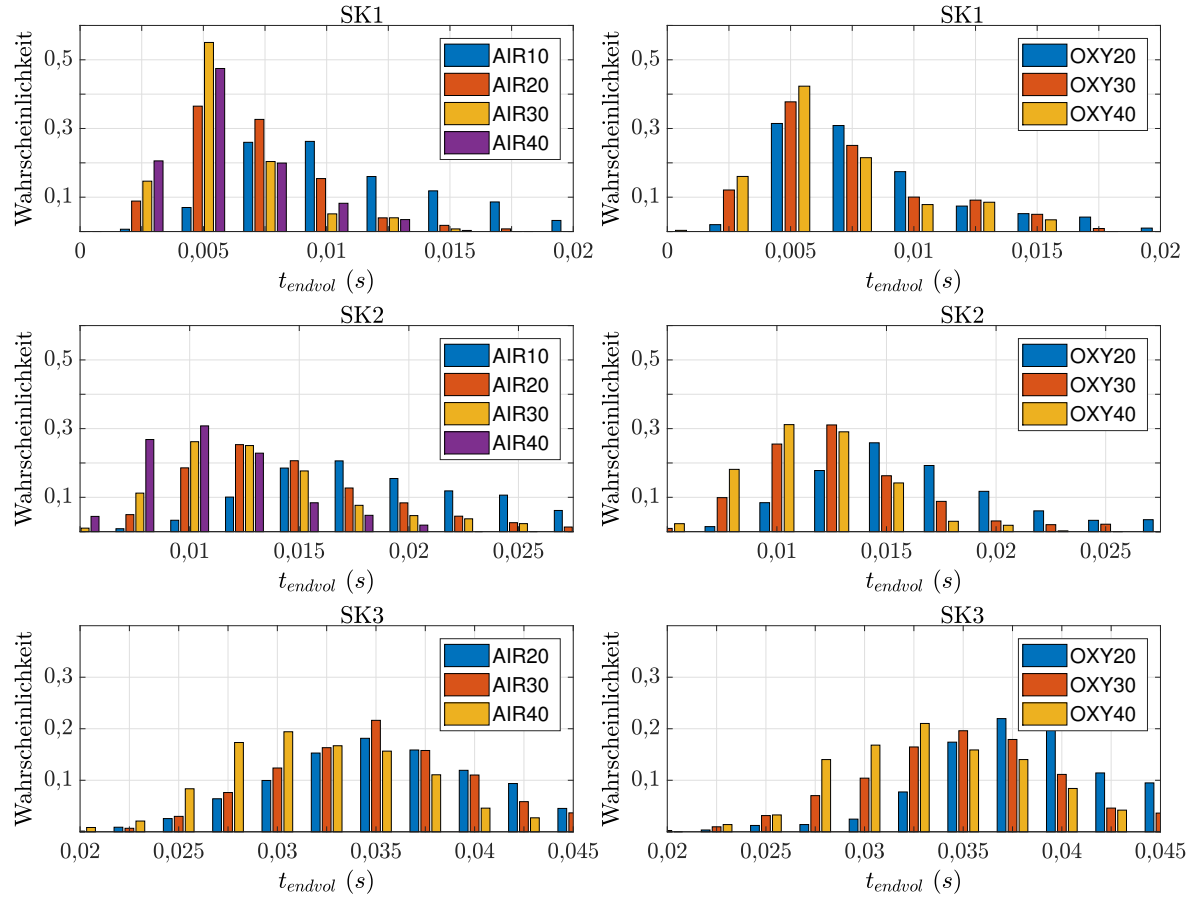 SK1
Wahrscheinlichkeit
0,5
0,3
0,1
AIR10
AIR20
AIR30
AIR40
0 0,005 0,01 0,015 0,02
t_endvol (s)
SK1
Wahrscheinlichkeit
0,5
0,3
0,1
OXY20
OXY30
OXY40
0 0,005 0,01 0,015 0,02
t_endvol (s)
SK2
Wahrscheinlichkeit
0,5
0,3
0,1
AIR10
AIR20
AIR30
AIR40
0,01 0,015 0,02 0,025
t_endvol (s)
SK2
Wahrscheinlichkeit
0,5
0,3
0,1
OXY20
OXY30
OXY40
0,01 0,015 0,02 0,025
t_endvol (s)
SK3
Wahrscheinlichkeit
0,3
0,2
0,1
AIR20
AIR30
AIR40
0,02 0,025 0,03 0,035 0,04 0,045
t_endvol (s)
SK3
Wahrscheinlichkeit
0,3
0,2
0,1
OXY20
OXY30
OXY40
0,02 0,025 0,03 0,035 0,04 0,045
t_endvol (s)